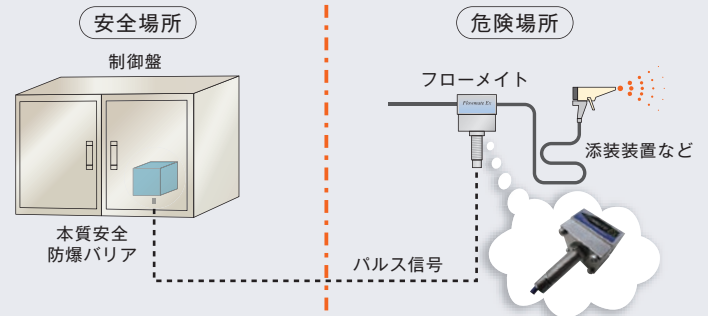 安全場所
危険場所
制御盤
フローメイト
Flowmate Ex
添装装置など
本質安全
防爆バリア
パルス信号